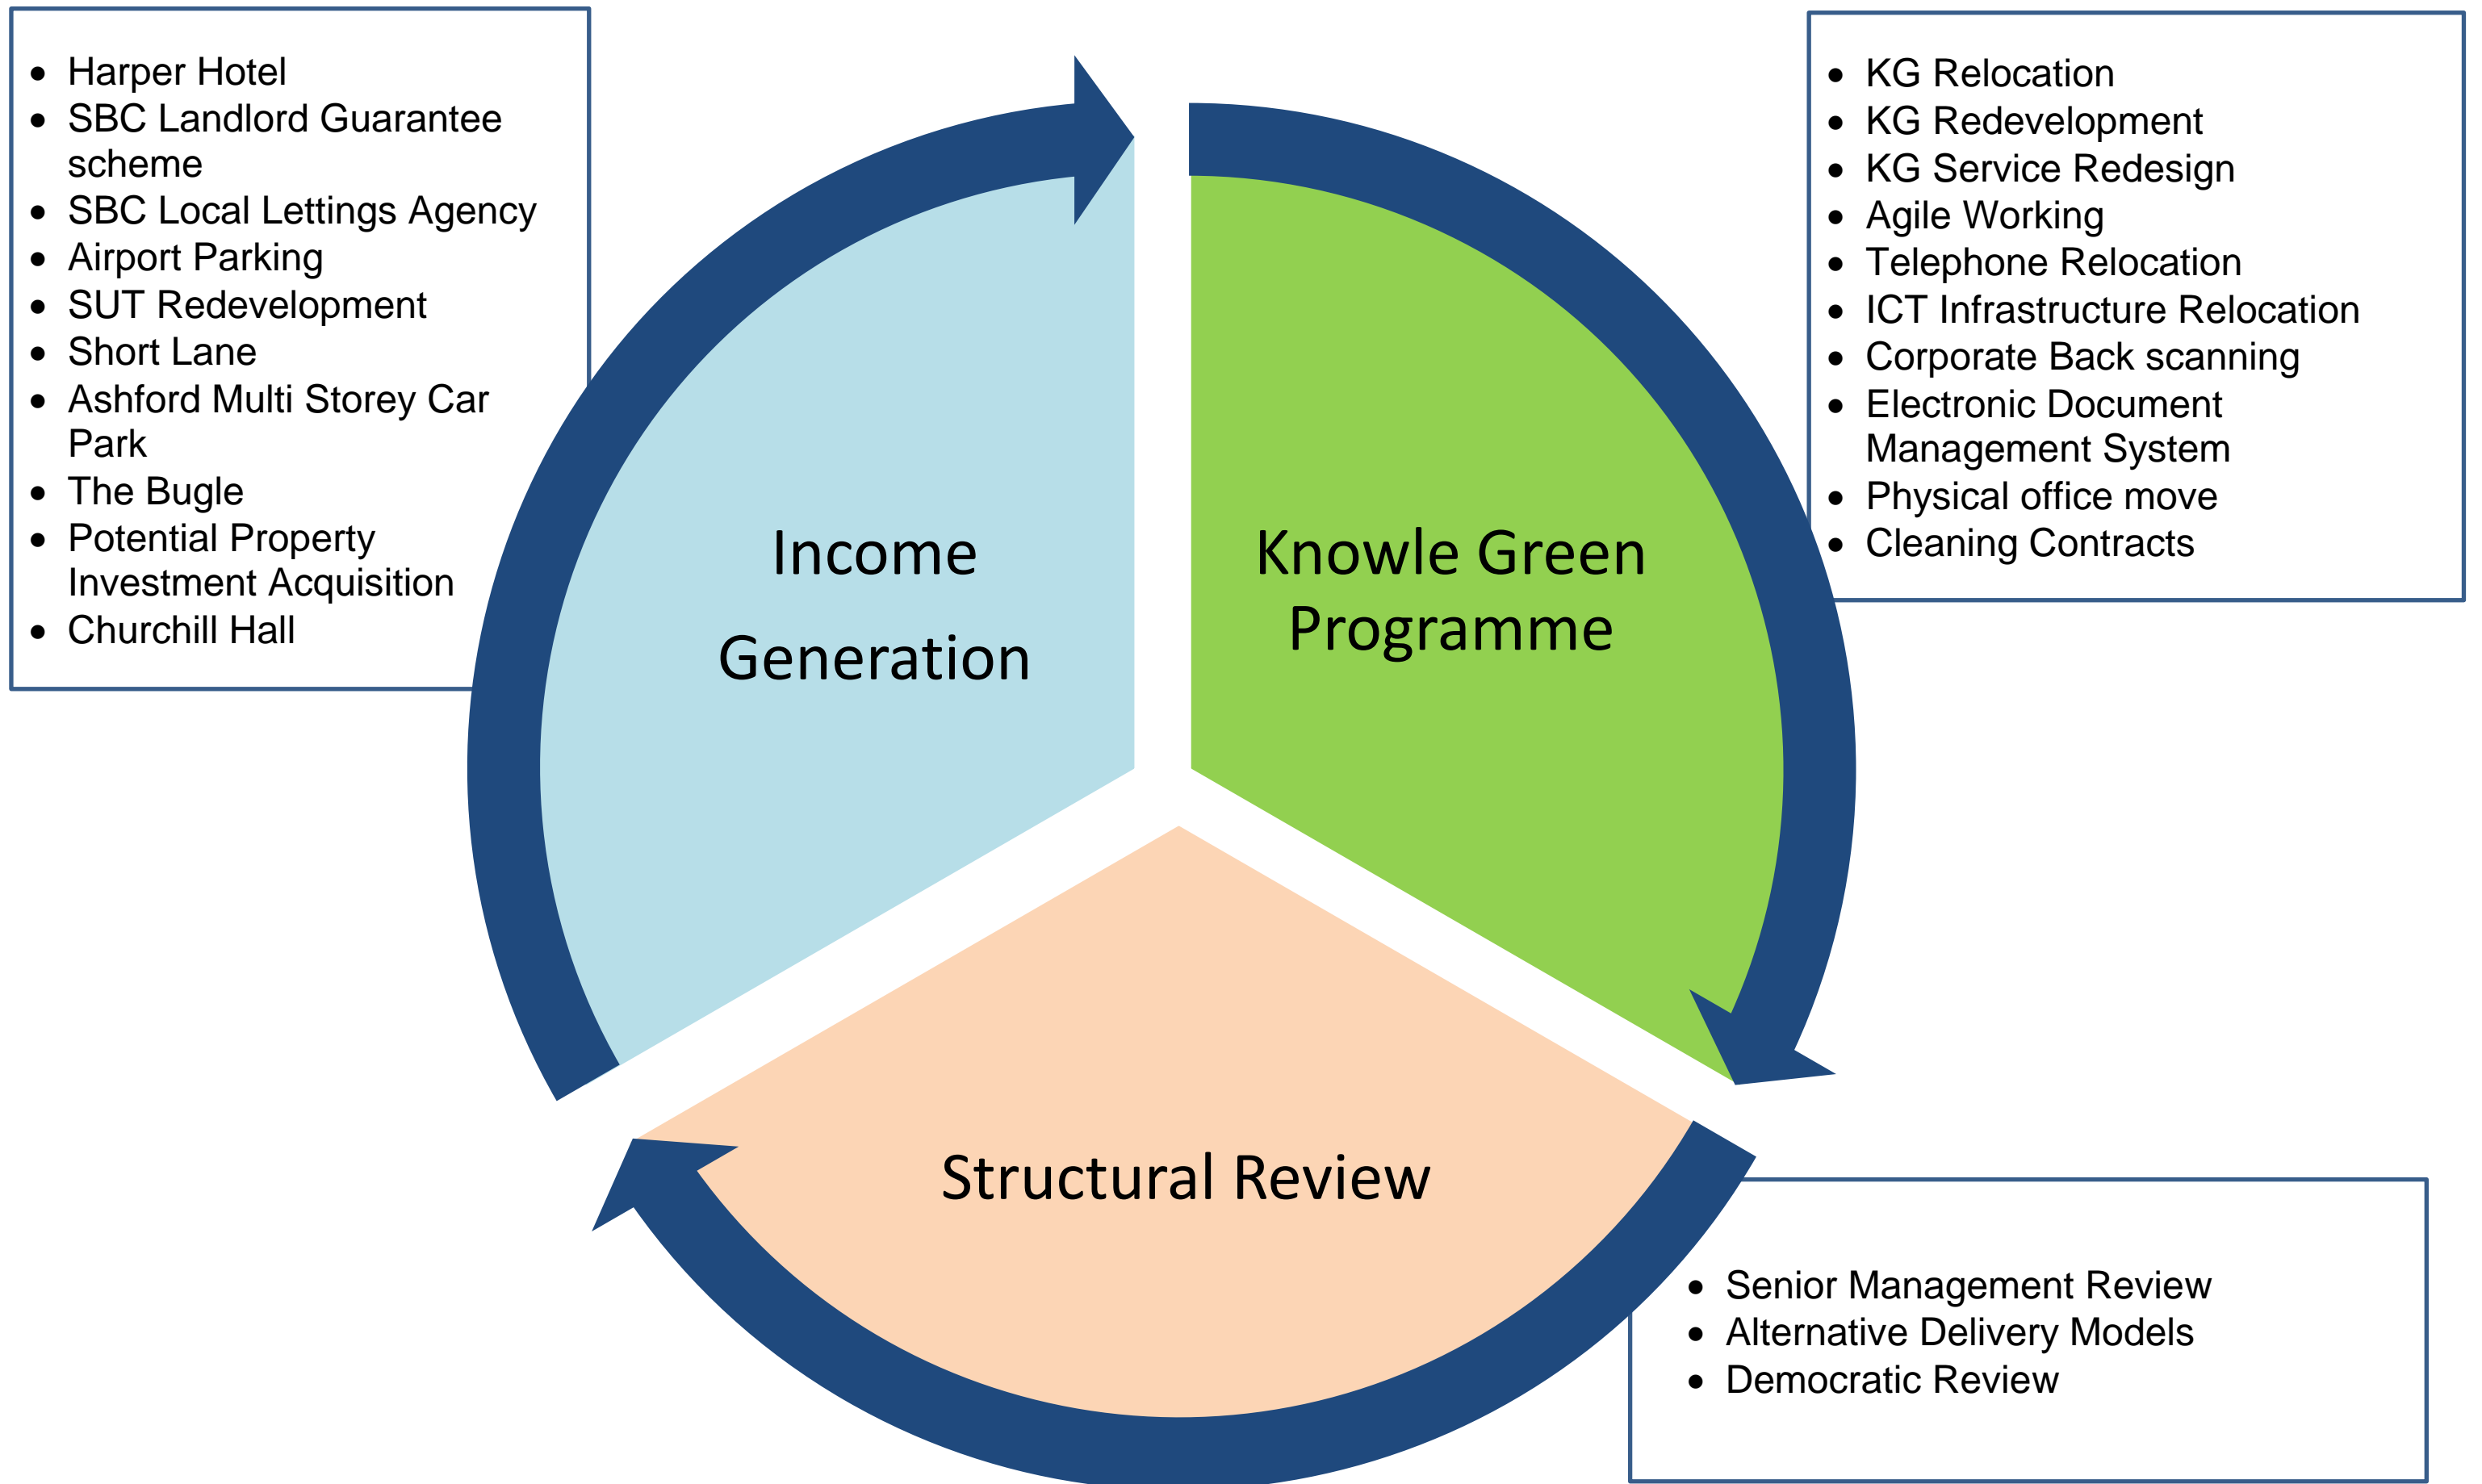 • Harper Hotel
• SBC Landlord Guarantee
scheme
• SBC Local Lettings Agency
• Airport Parking
• SUT Redevelopment
• Short Lane
• Ashford Multi Storey Car
Park
• The Bugle
• Potential Property
Investment Acquisition
• Churchill Hall
Income
Generation
Knowle Green
Programme
• KG Relocation
• KG Redevelopment
• KG Service Redesign
• Agile Working
• Telephone Relocation
• ICT Infrastructure Relocation
• Corporate Back scanning
• Electronic Document
Management System
• Physical office move
• Cleaning Contracts
Structural Review
• Senior Management Review
• Alternative Delivery Models
• Democratic Review